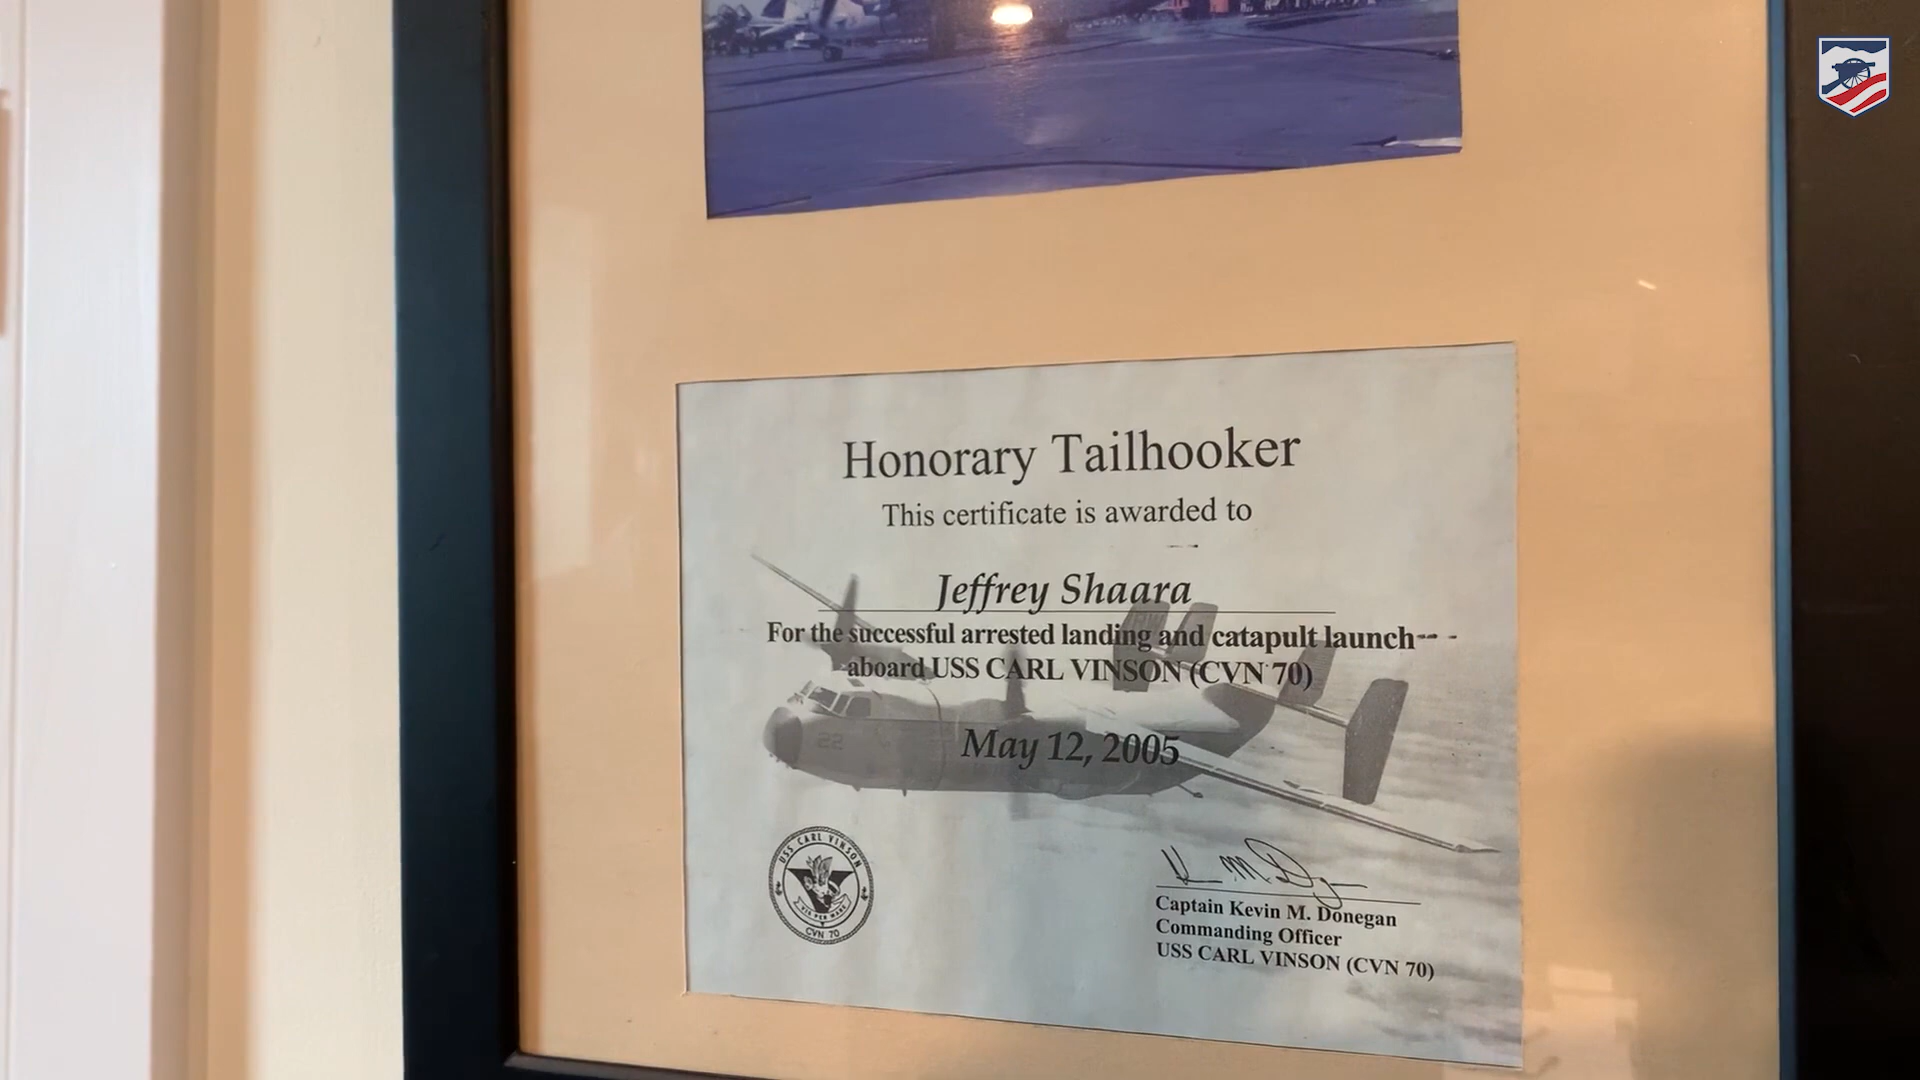 Honorary Tailhooker
This certificate is awarded to
Jeffrey Shaara
For the successful arrested landing and catapult launch
aboard USS CARL VINSON (CVN 70)
22
May 12, 2005
USS CARL VINSON
CVN 70
Captain Kevin M. Donegan
Commanding Officer
USS CARL VINSON (CVN 70)